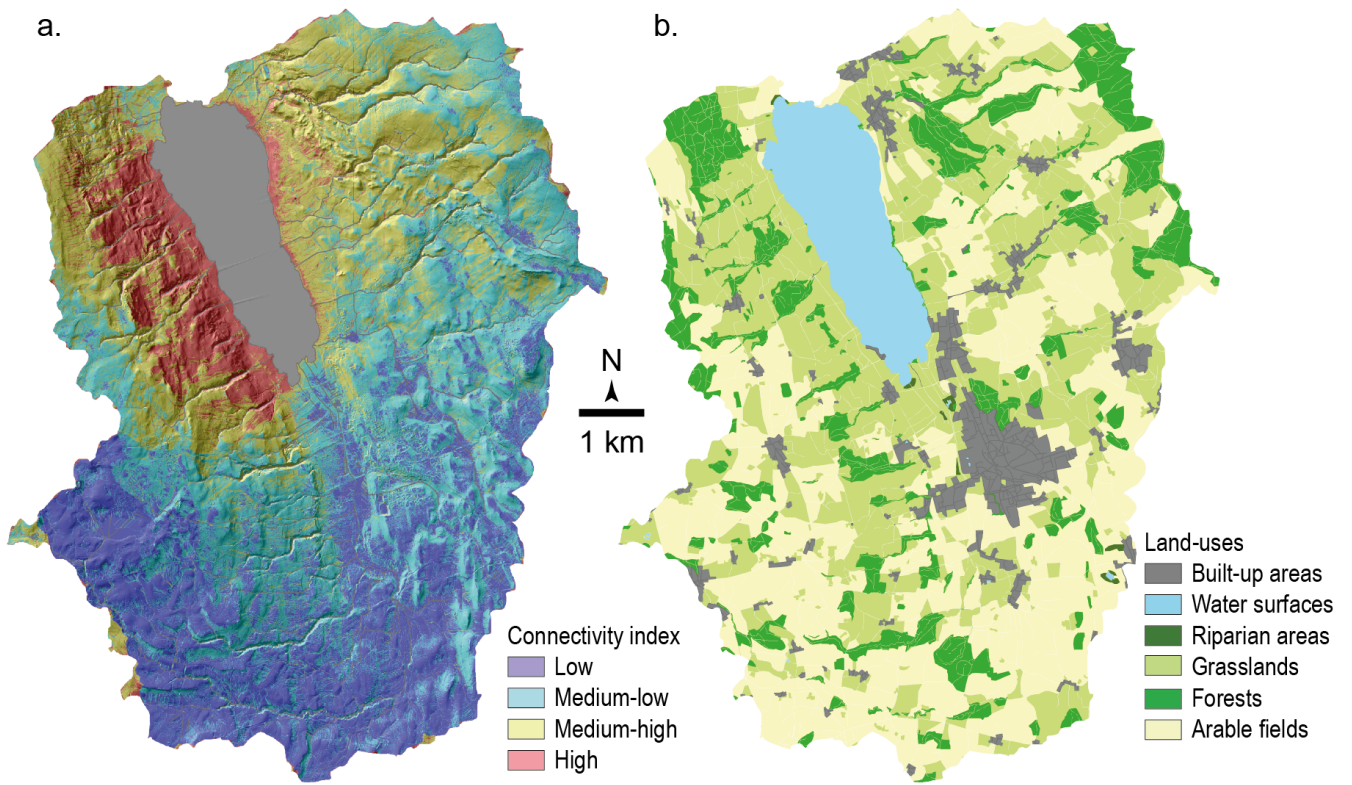 a.
b.
N
1 km
Connectivity index
Low
Medium-low
Medium-high
High
Land-uses
Built-up areas
Water surfaces
Riparian areas
Grasslands
Forests
Arable fields